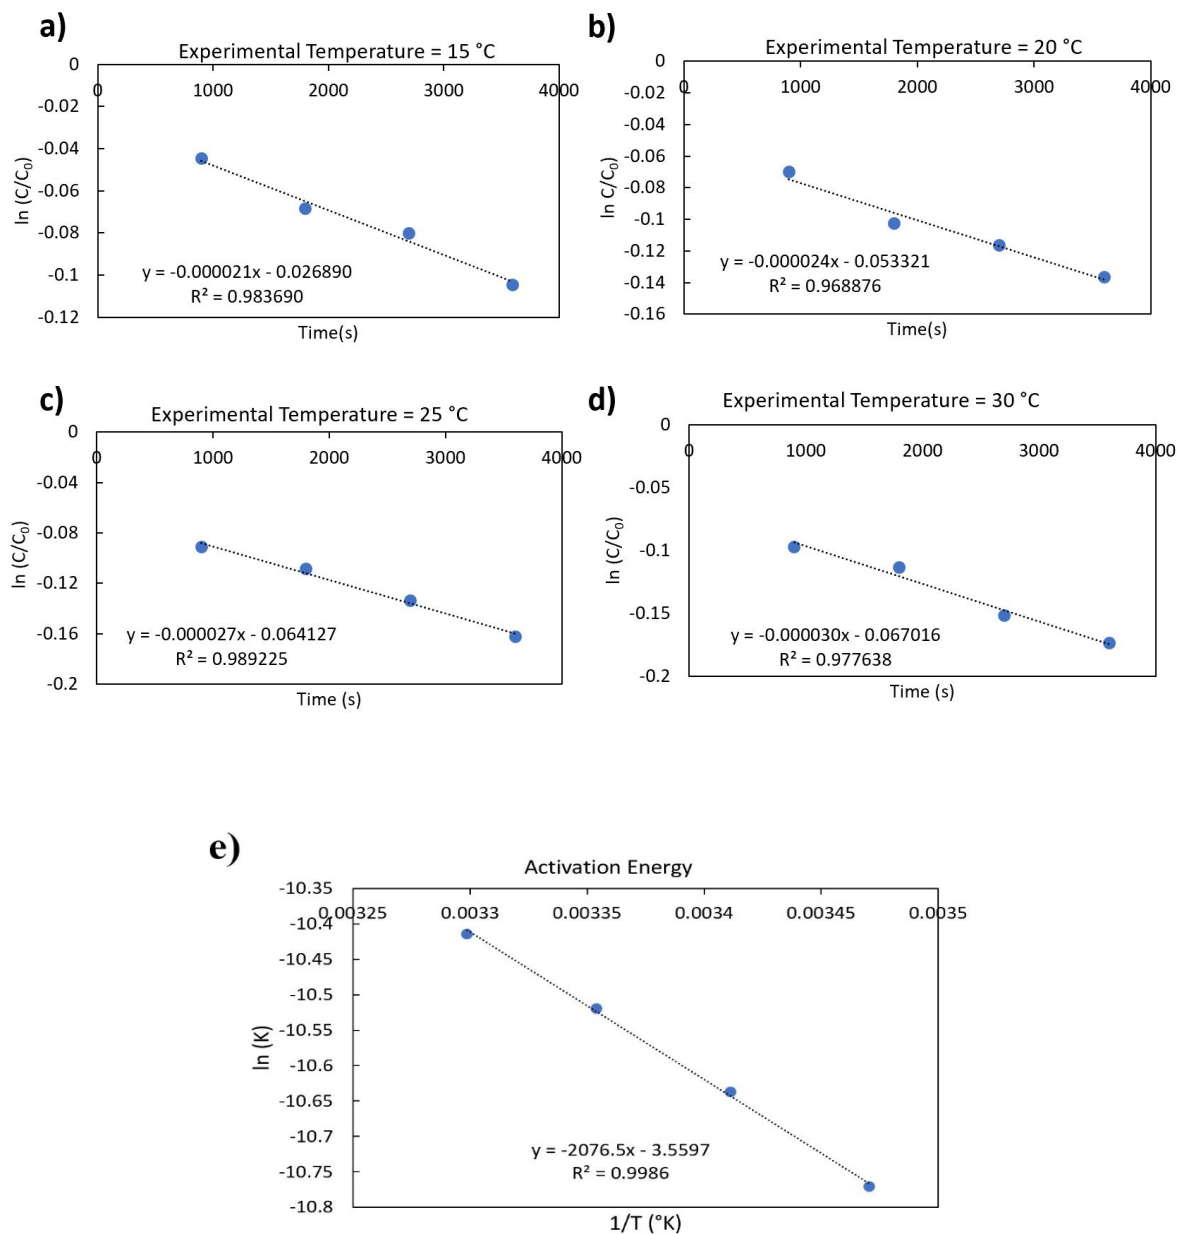 a)
Experimental Temperature = 15 °C
0
0
1000
2000
3000
4000
-0.02
-0.04
-0.06
-0.08
-0.1
-0.12
ln (C/C₀)
y = -0.000021x - 0.026890
R² = 0.983690
Time(s)
b)
Experimental Temperature = 20 °C
0
0
1000
2000
3000
4000
-0.02
-0.04
-0.06
-0.08
-0.1
-0.12
-0.14
-0.16
ln C/C₀)
y = -0.000024x - 0.053321
R² = 0.968876
Time(s)
c)
Experimental Temperature = 25 °C
0
0
1000
2000
3000
4000
-0.04
-0.08
-0.12
-0.16
-0.2
ln (C/C₀)
y = -0.000027x - 0.064127
R² = 0.989225
Time (s)
d)
Experimental Temperature = 30 °C
0
0
1000
2000
3000
4000
-0.05
-0.1
-0.15
-0.2
ln (C/C₀)
y = -0.000030x - 0.067016
R² = 0.977638
Time (s)
e)
Activation Energy
-10.35
0.00325
0.0033
0.00335
0.0034
0.00345
0.0035
-10.4
-10.45
-10.5
-10.55
-10.6
-10.65
-10.7
-10.75
-10.8
ln (K)
y = -2076.5x - 3.5597
R² = 0.9986
1/T (°K)